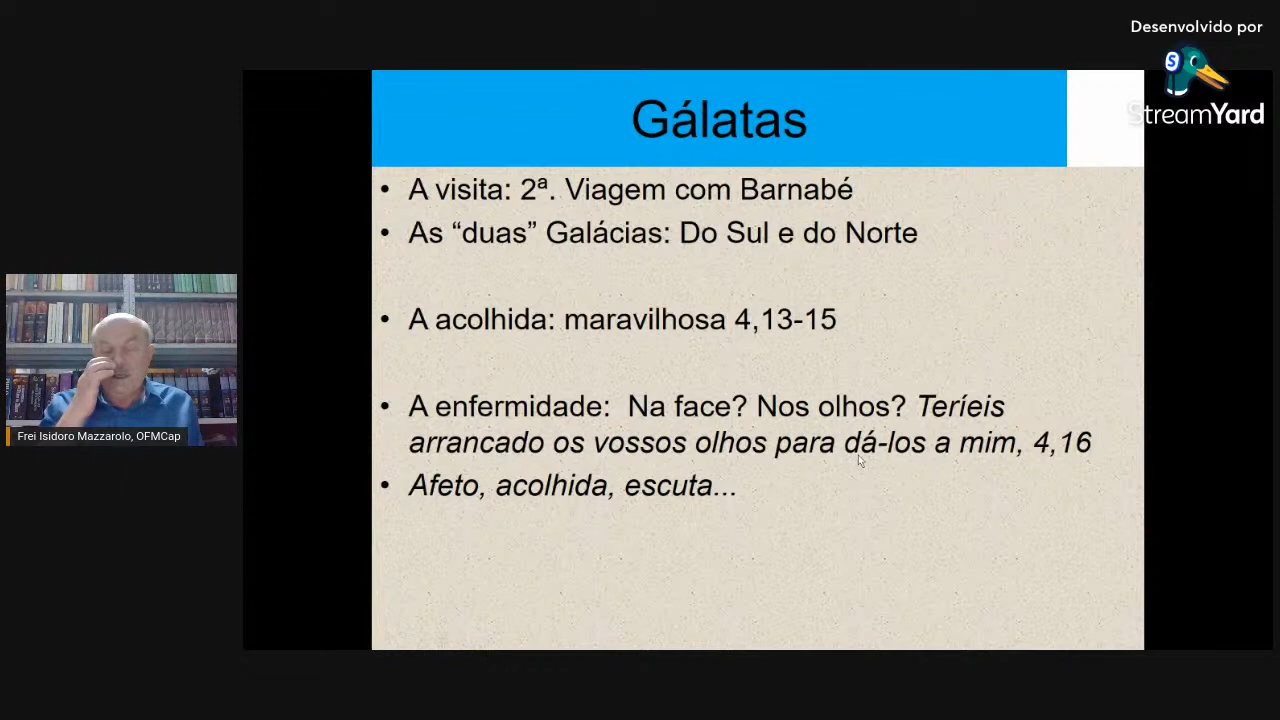 Desenvolvido por
StreamYard
Gálatas
• A visita: 2ª. Viagem com Barnabé
• As “duas” Galácias: Do Sul e do Norte
• A acolhida: maravilhosa 4,13-15
• A enfermidade: Na face? Nos olhos? Teríeis
arrancado os vossos olhos para dá-los a mim, 4,16
• Afeto, acolhida, escuta...
Frei Isidoro Mazzarolo, OFMCap